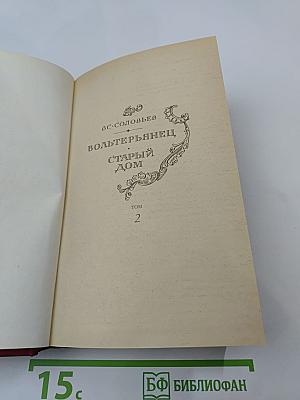 ВС·СОЛОВЬЕВ
ВОЛЬТЕРЬЯНЕЦ
СТАРЫЙ
ДОМ
ТОМ
2
15с
БФ БИБЛИОФАН